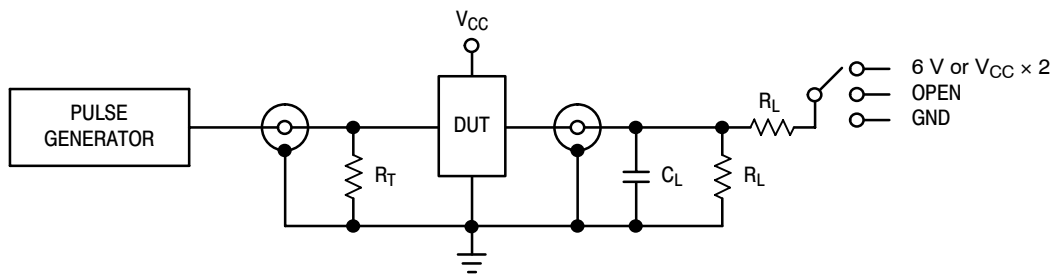 V_CC
6 V or V_CC × 2
OPEN
GND
PULSE
GENERATOR
DUT
R_L
R_T
C_L
R_L